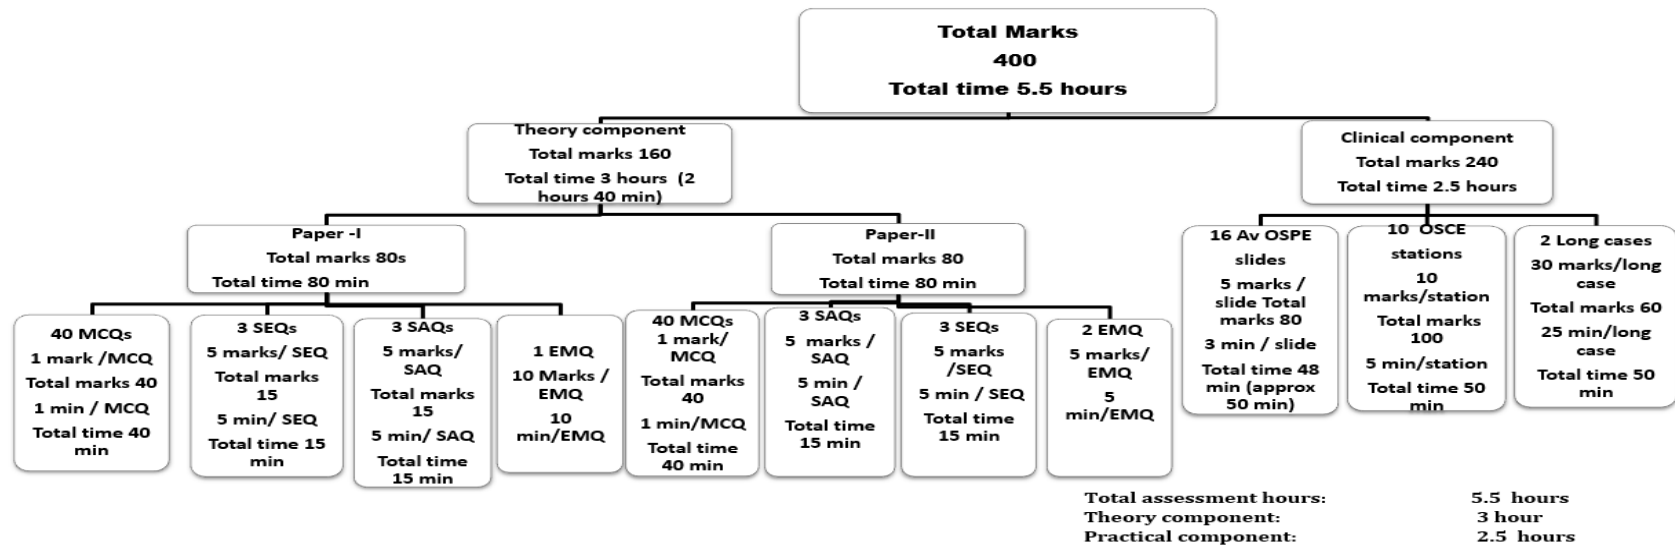 Total Marks
400
Total time 5.5 hours
Theory component
Total marks 160
Total time 3 hours (2
hours 40 min)
Clinical component
Total marks 240
Total time 2.5 hours
Paper -I
Total marks 80s
Total time 80 min
Paper-II
Total marks 80
Total time 80 min
40 MCQs
1 mark /MCQ
Total marks 40
1 min / MCQ
Total time 40
min
3 SEQs
5 marks/ SEQ
Total marks
15
5 min/ SEQ
Total time 15
min
3 SAQs
5 marks/
SAQ
Total marks
15
5 min/ SAQ
Total time
15 min
1 EMQ
10 Marks /
EMQ
10
min/EMQ
40 MCQs
1 mark/
MCQ
Total marks
40
1 min/MCQ
Total time
40 min
3 SAQs
5 marks /
SAQ
5 min /
SAQ
Total time
15 min
3 SEQs
5 marks
/SEQ
5 min / SEQ
Total time
15 min
2 EMQ
5 marks/
EMQ
5
min/EMQ
16 Av OSPE
slides
5 marks /
slide Total
marks 80
3 min / slide
Total time 48
min (approx
50 min)
10 OSCE
stations
10
marks/station
Total marks
100
5 min/station
Total time 50
min
2 Long cases
30 marks/long
case
Total marks 60
25 min/long
case
Total time 50
min
Total assessment hours: 5.5 hours
Theory component: 3 hour
Practical component: 2.5 hours